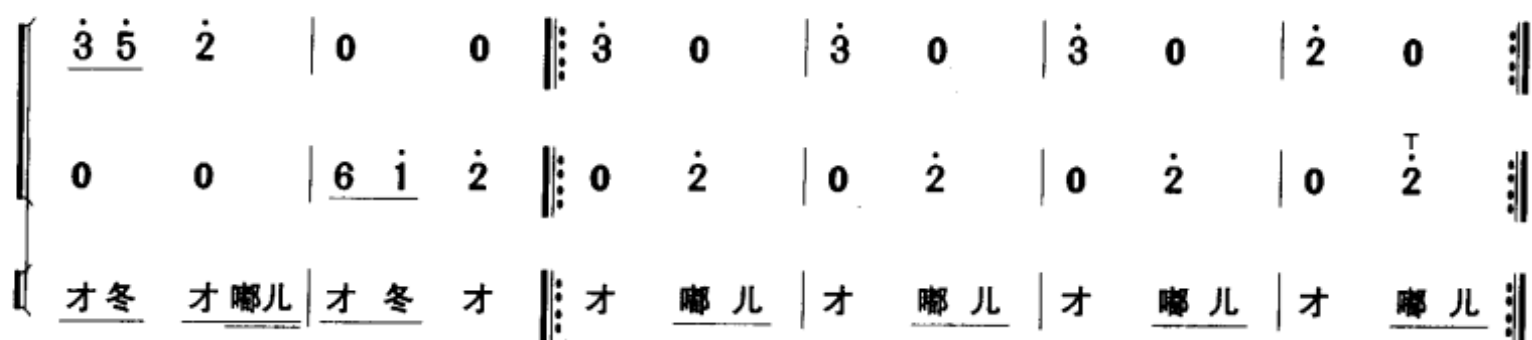 3̇ 5̇ 2̇ | 0 0 ‖: 3̇ 0 | 3̇ 0 | 3̇ 0 | 2̇ 0 :‖
T
0 0 | 6 1̇ 2̇ ‖: 0 2̇ | 0 2̇ | 0 2̇ | 0 2̇ :‖
才冬 才嘟儿 | 才冬 才 ‖: 才 嘟儿 | 才 嘟儿 | 才 嘟儿 | 才 嘟儿 :‖